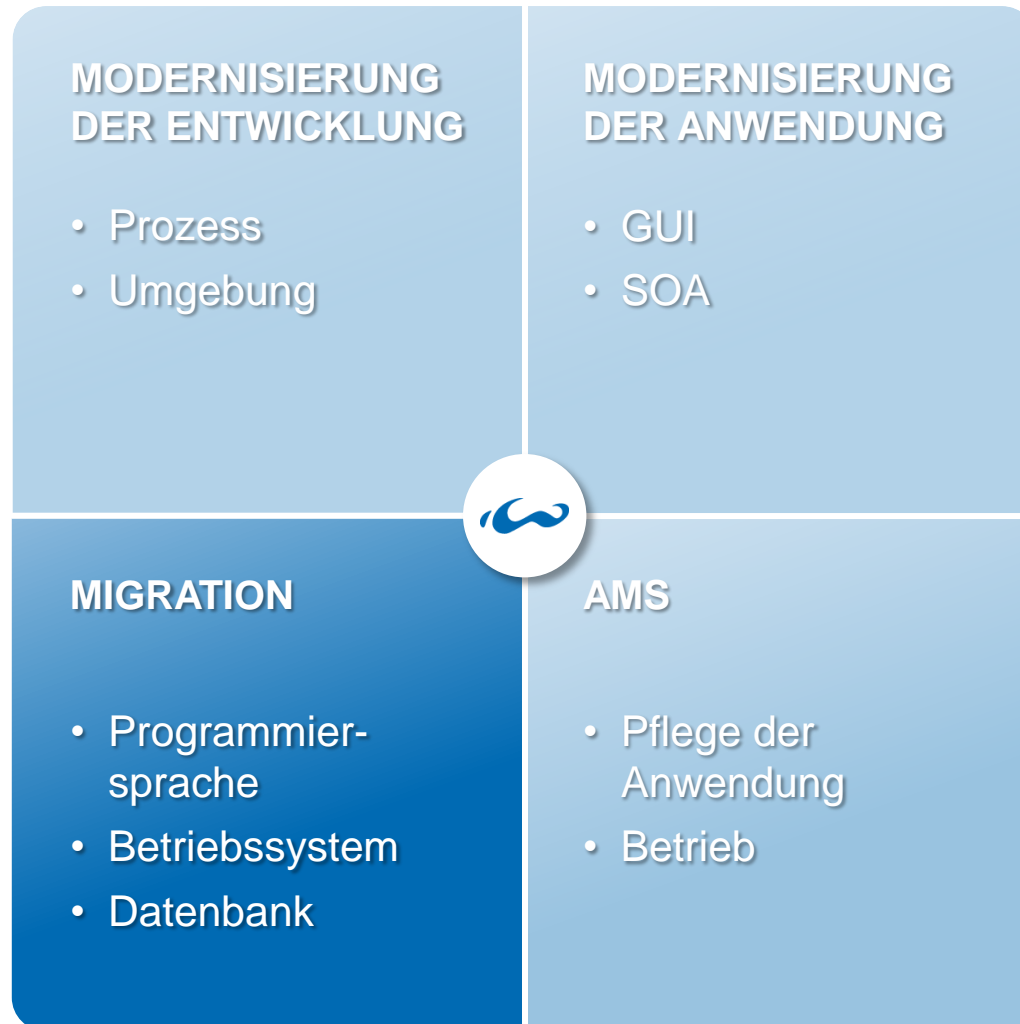 MODERNISIERUNG
DER ENTWICKLUNG
• Prozess
• Umgebung
MODERNISIERUNG
DER ANWENDUNG
• GUI
• SOA
MIGRATION
• Programmier-
sprache
• Betriebssystem
• Datenbank
AMS
• Pflege der
Anwendung
• Betrieb